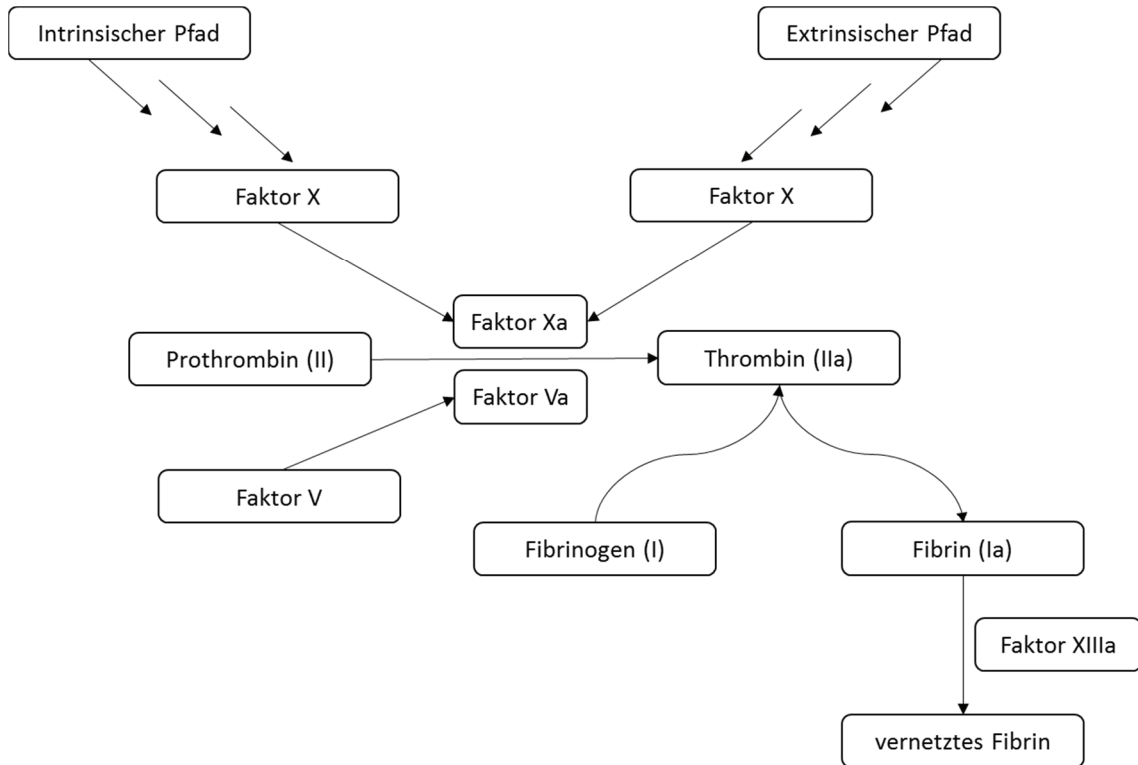 Intrinsischer Pfad
Extrinsischer Pfad
Faktor X
Faktor X
Faktor Xa
Prothrombin (II)
Thrombin (IIa)
Faktor Va
Faktor V
Fibrinogen (I)
Fibrin (Ia)
Faktor XIIIa
vernetztes Fibrin